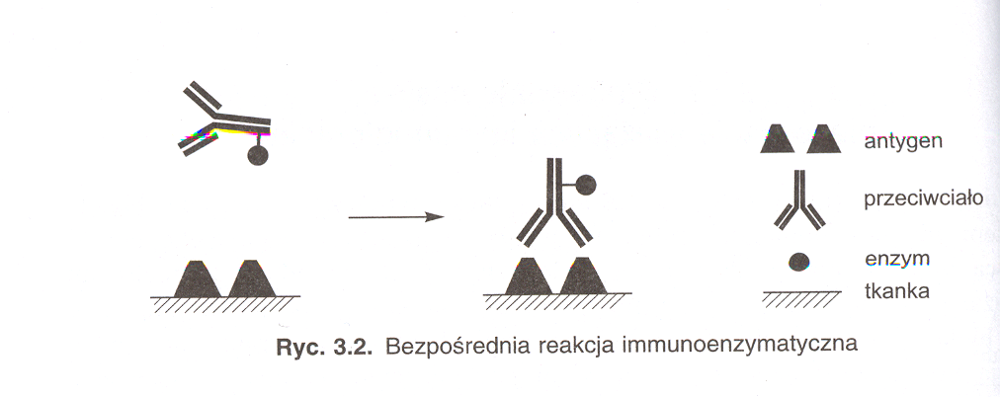 antygen
przeciwciało
enzym
tkanka
Ryc. 3.2. Bezpośrednia reakcja immunoenzymatyczna